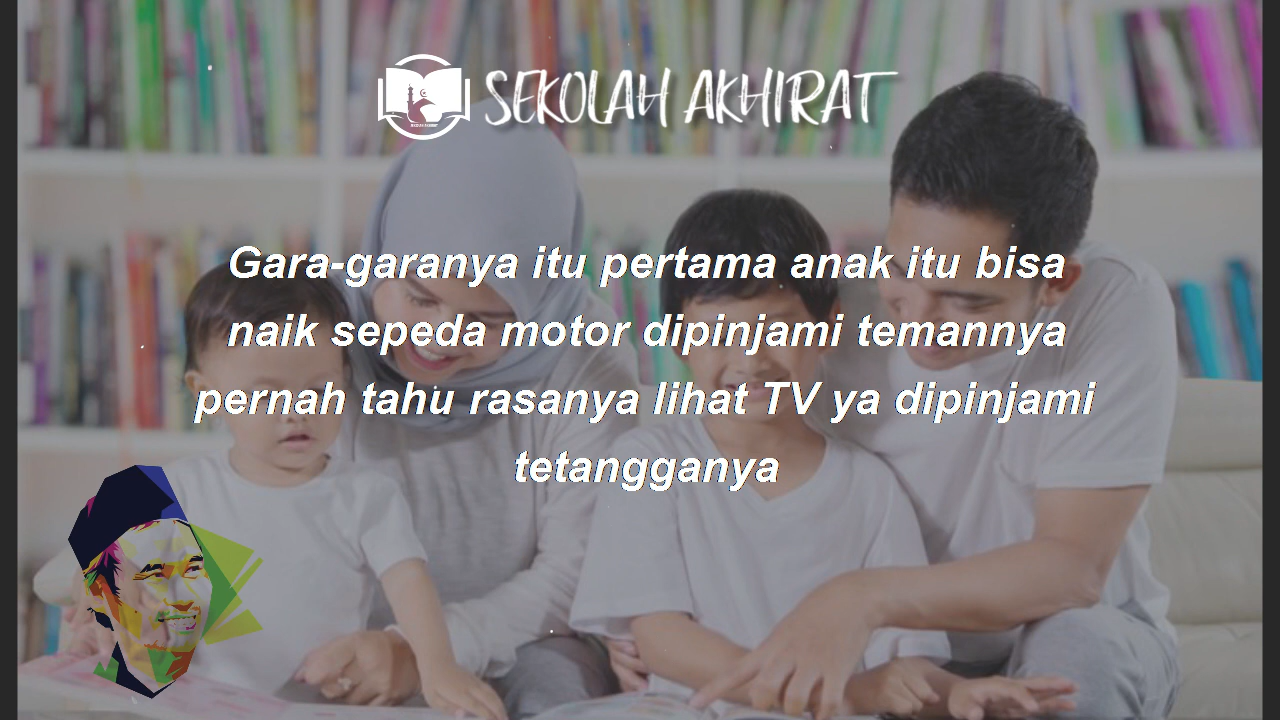 SEKOLAH AKHIRAT
Gara-garanya itu pertama anak itu bisa
naik sepeda motor dipinjami temannya
pernah tahu rasanya lihat TV ya dipinjami
tetangganya